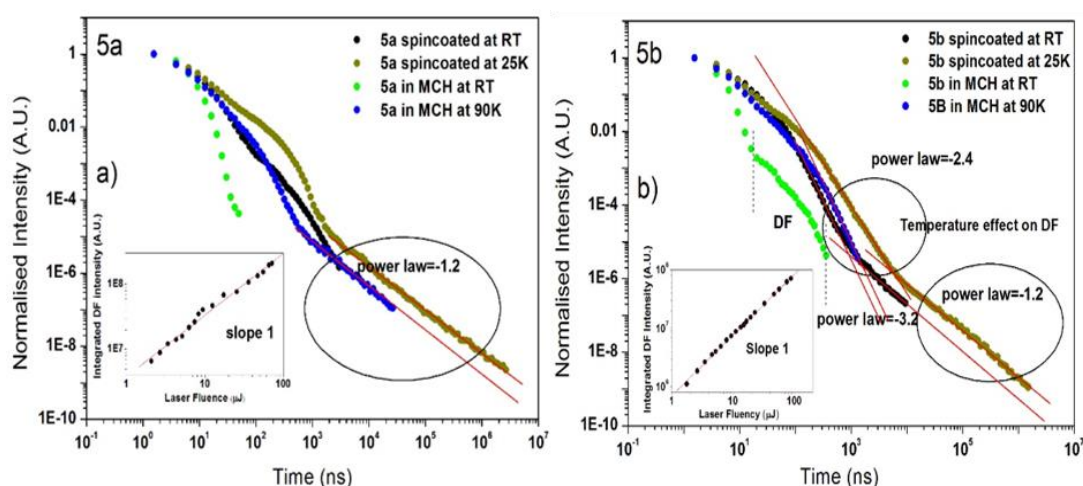 5a
5a spincoated at RT
5a spincoated at 25K
5a in MCH at RT
5a in MCH at 90K
a)
power law=-1.2
Normalised Intensity (A.U.)
1
0.01
1E-4
1E-6
1E-8
1E-10
Integrated DF intensity (A.U.)
1E8
1E7
slope 1
1 10 100
Laser Fluence (μJ)
10⁻¹ 10⁰ 10¹ 10² 10³ 10⁴ 10⁵ 10⁶ 10⁷
Time (ns)
5b
5b spincoated at RT
5b spincoated at 25K
5b in MCH at RT
5B in MCH at 90K
b)
power law=-2.4
DF
Temperature effect on DF
power law=-1.2
power law=-3.2
Normalised Intensity (A.U.)
1
0.01
1E-4
1E-6
1E-8
1E-10
Integrated DF Intensity (A.U.)
10⁷
Slope 1
1 10 100
Laser Fluency (μJ)
10⁻¹ 10⁰ 10¹ 10² 10³ 10⁴ 10⁵ 10⁶ 10⁷
Time (ns)